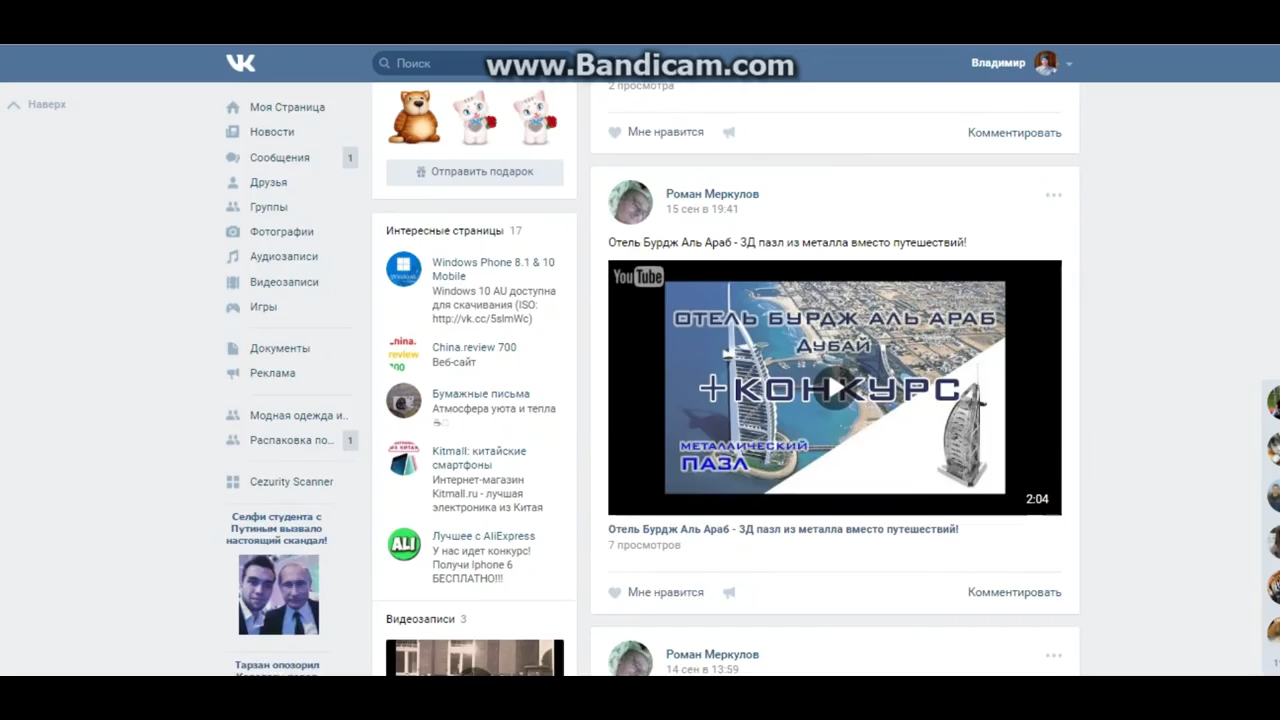 Поиск
www.Bandicam.com
Владимир
Наверх
Моя Страница
Новости
Сообщения 1
Друзья
Группы
Фотографии
Аудиозаписи
Видеозаписи
Игры
Документы
Реклама
Модная одежда и..
Распаковка по... 1
Cezurity Scanner
Селфи студента с
Путиным вызвало
настоящий скандал!
Тарзан опозорил
Отправить подарок
Интересные страницы 17
Windows Phone 8.1 & 10
Mobile
Windows 10 AU доступна
для скачивания (ISO:
http://vk.cc/5slmWc)
China.review 700
Веб-сайт
Бумажные письма
Атмосфера уюта и тепла
Kitmall: китайские
смартфоны
Интернет-магазин
Kitmall.ru - лучшая
электроника из Китая
ALI
Лучшее с AliExpress
У нас идет конкурс!
Получи Iphone 6
БЕСПЛАТНО!!!
Видеозаписи 3
2 просмотра
Мне нравится
Комментировать
Роман Меркулов
15 сен в 19:41
Отель Бурдж Аль Араб - 3Д пазл из металла вместо путешествий!
YouTube
ОТЕЛЬ БУРДЖ АЛЬ АРАБ
ДУБАЙ
+КОНКУРС
МЕТАЛЛИЧЕСКИЙ
ПАЗЛ
2:04
Отель Бурдж Аль Араб - 3Д пазл из металла вместо путешествий!
7 просмотров
Мне нравится
Комментировать
Роман Меркулов
14 сен в 13:59